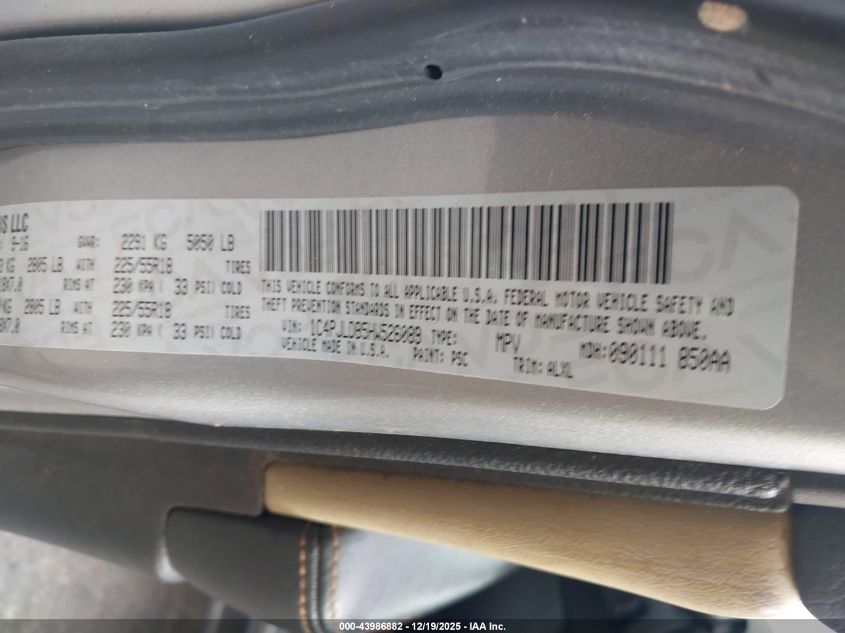 US LLC
9-16 GVWR: 2291 KG 5050 LB
KG 2805 LB WITH 225/55R18 TIRES
RIMS AT 230 KPA ( 33 PSI) COLD
KG 2805 LB WITH 225/55R18 TIRES
RIMS AT 230 KPA ( 33 PSI) COLD
THIS VEHICLE CONFORMS TO ALL APPLICABLE U.S.A. FEDERAL MOTOR VEHICLE SAFETY AND
THEFT PREVENTION STANDARDS IN EFFECT ON THE DATE OF MANUFACTURE SHOWN ABOVE.
VIN: 1C4PJLDB5HW526089 TYPE: MPV MDH:090111 850AA
VEHICLE MADE IN U.S.A. PAINT: PSC TRIM: ALXL
000-43986882 - 12/19/2025 - IAA Inc.